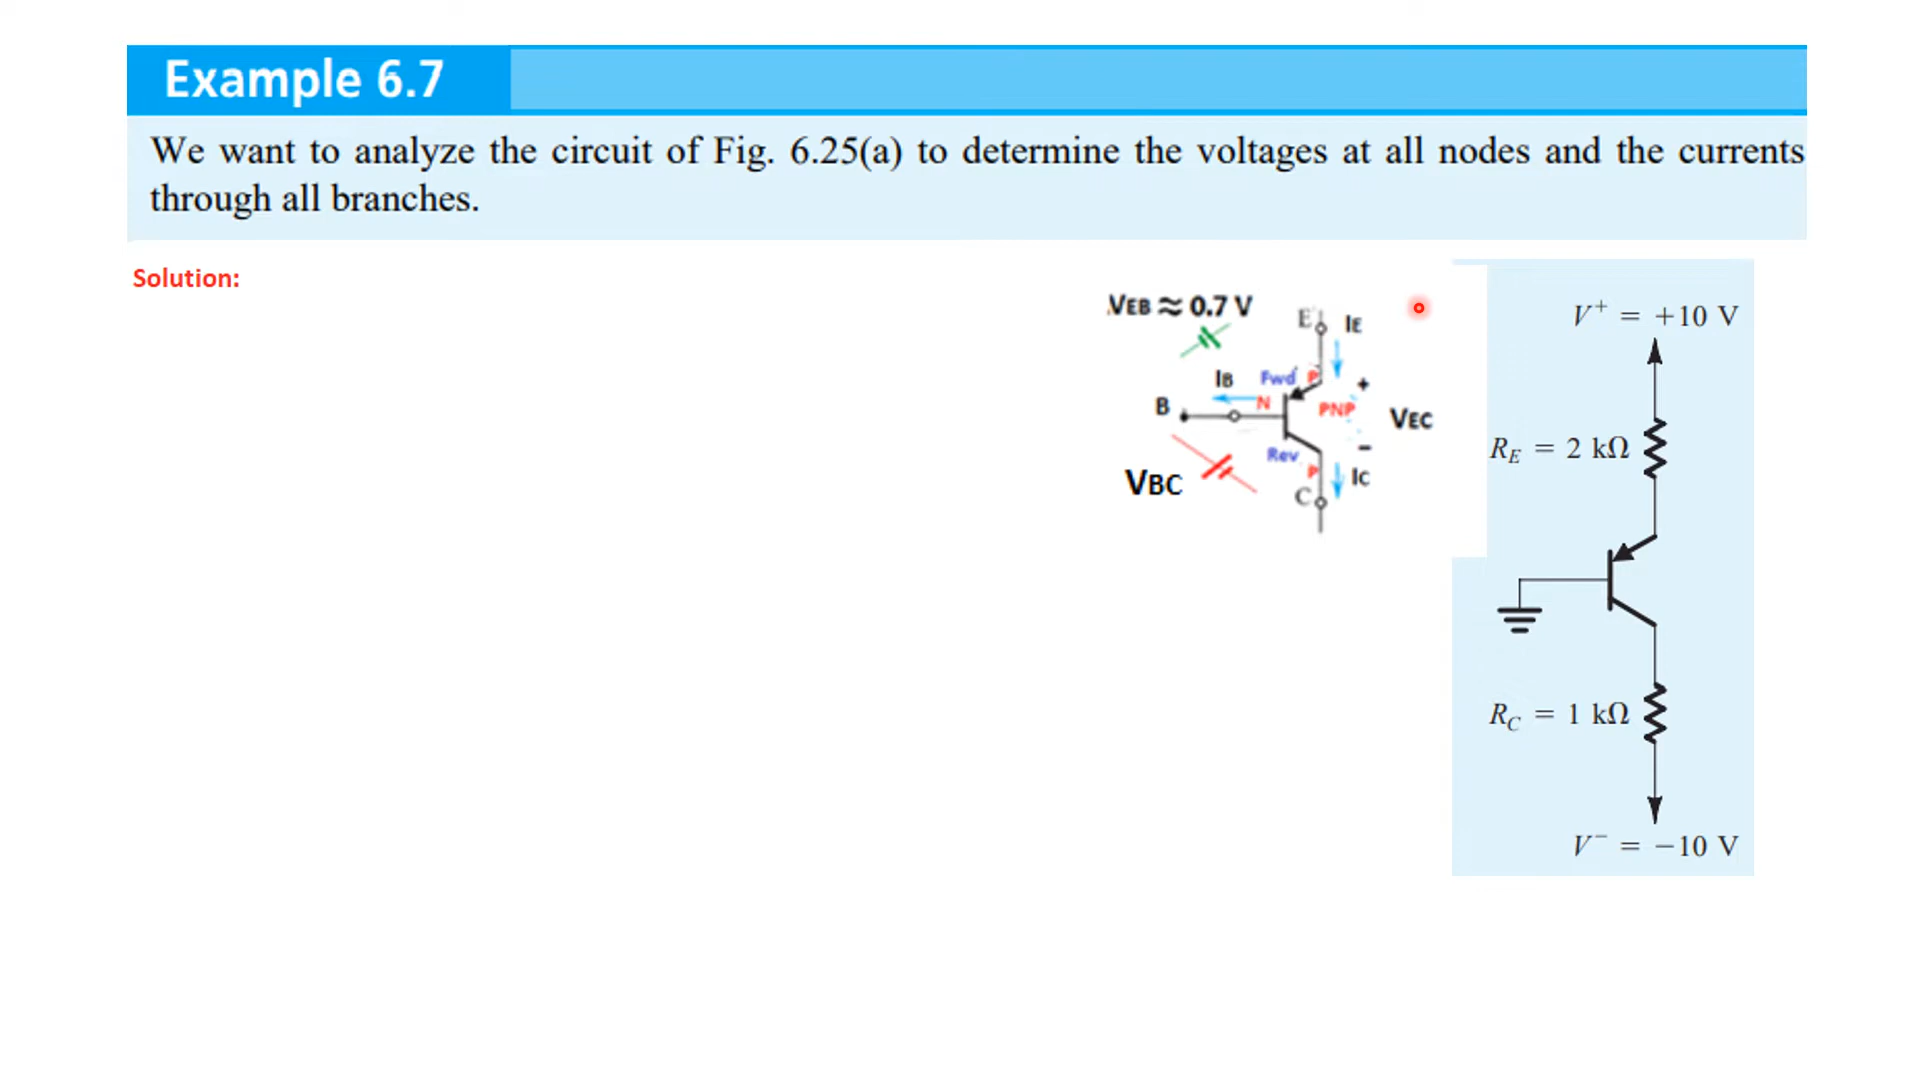 Example 6.7
We want to analyze the circuit of Fig. 6.25(a) to determine the voltages at all nodes and the currents
through all branches.
Solution:
VEB ≈ 0.7 V
E
IE
IB
Fwd
P
B
N
PNP
+
VEC
−
Rev
VBC
P
IC
C
V⁺ = +10 V
R_E = 2 kΩ
R_C = 1 kΩ
V⁻ = −10 V